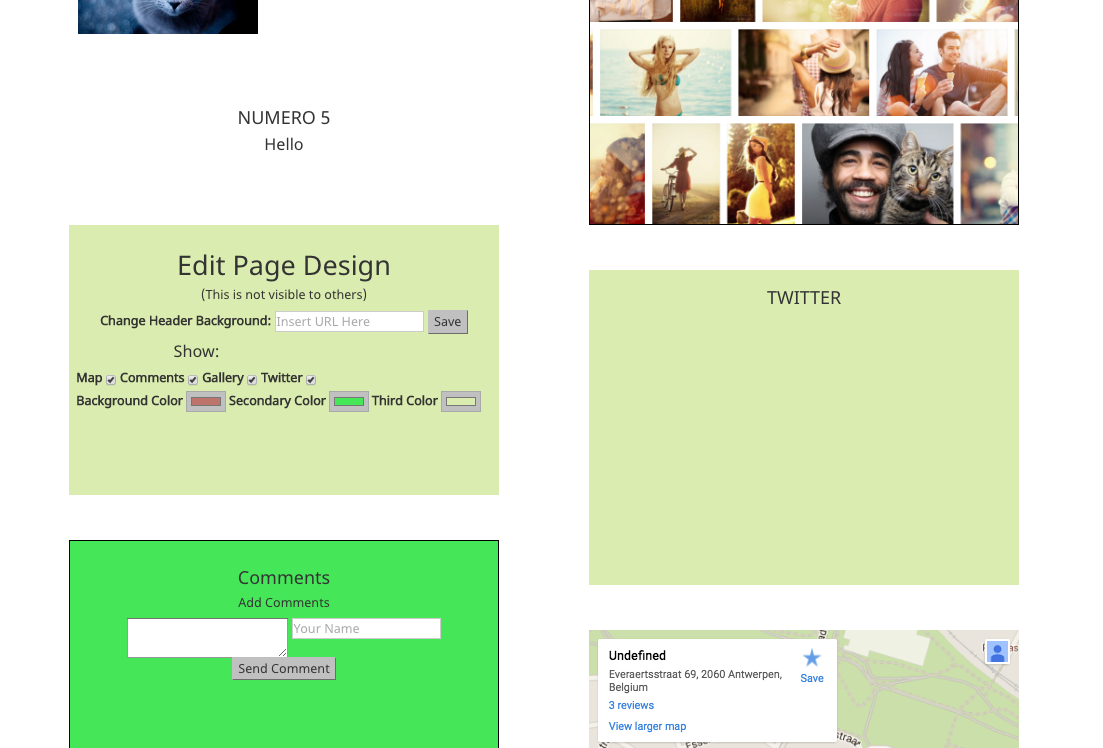 NUMERO 5
Hello
Edit Page Design
(This is not visible to others)
Change Header Background: Insert URL Here Save
Show:
Map Comments Gallery Twitter
Background Color Secondary Color Third Color
Comments
Add Comments
Your Name
Send Comment
TWITTER
Undefined
Everaertsstraat 69, 2060 Antwerpen,
Belgium
3 reviews
View larger map
Save